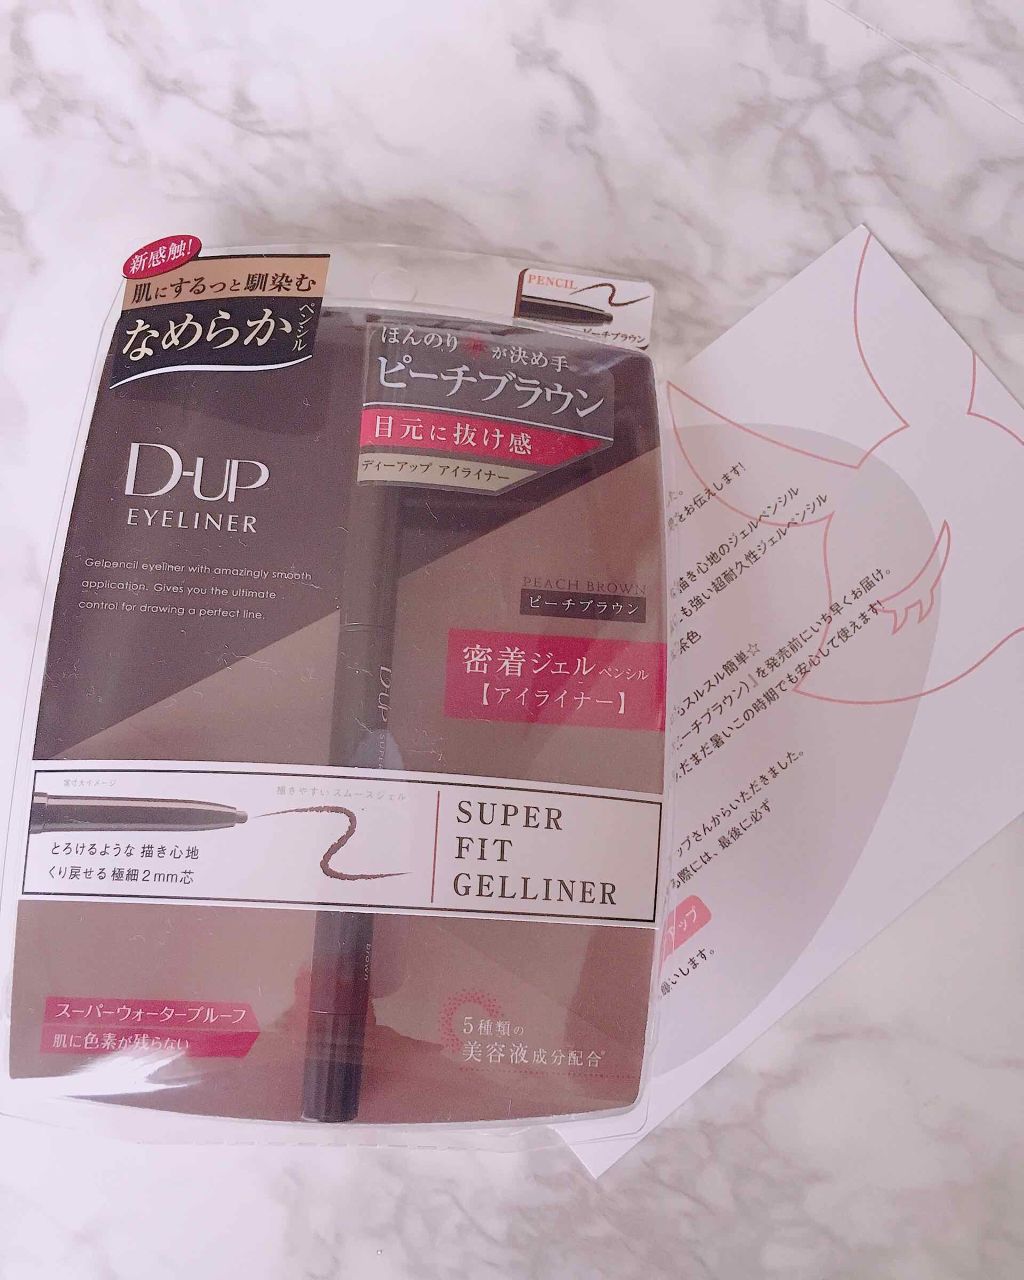 新感触!
肌にするっと馴染む
なめらか
ペンシル
PENCIL
ピーチブラウン
ほんのり
が決め手
ピーチブラウン
目元に抜け感
ディーアップ アイライナー
D-UP
EYELINER
Gelpencil eyeliner with amazingly smooth
application. Gives you the ultimate
control for drawing a perfect line.
PEACH BROWN
ピーチブラウン
密着ジェルペンシル
【アイライナー】
D-UP
実寸大イメージ
描きやすいスムースジェル
とろけるような 描き心地
くり戻せる 極細2mm芯
SUPER
FIT
GELLINER
brown
スーパーウォータープルーフ
肌に色素が残らない
5種類の
美容液成分配合
た。
とお伝えします!
描き心地のジェルペンシル
も強い超耐久性ジェルペンシル
茶色
スルスル簡単☆
ーチブラウン)』を発売前にいち早くお届け。
まだ暑いこの時期でも安心して使えます!
ップさんからいただきました。
際には、最後に必ず
アップ
いします。